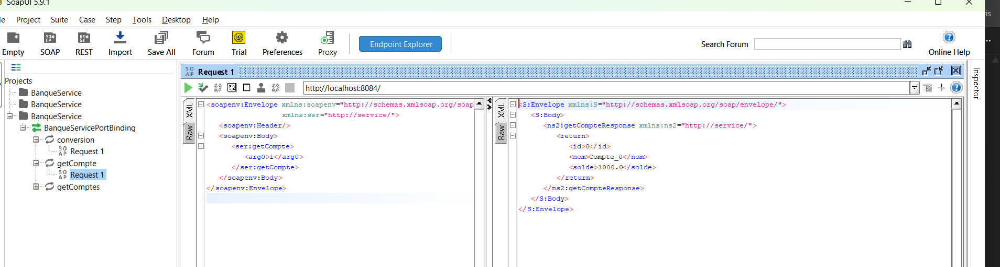 SoapUI 5.9.1
le Project Suite Case Step Tools Desktop Help
ris
Empty SOAP REST Import Save All Forum Trial Preferences Proxy Endpoint Explorer Search Forum Online Help
Projects
BanqueService
BanqueService
BanqueService
BanqueServicePortBinding
conversion
Request 1
getCompte
Request 1
getComptes
Request 1
http://localhost:8084/
XML
Raw
<soapenv:Envelope xmlns:soapenv="http://schemas.xmlsoap.org/soap
xmlns:ser="http://service/">
<soapenv:Header/>
<soapenv:Body>
<ser:getCompte>
<arg0>1</arg0>
</ser:getCompte>
</soapenv:Body>
</soapenv:Envelope>
XML
Raw
<S:Envelope xmlns:S="http://schemas.xmlsoap.org/soap/envelope/">
<S:Body>
<ns2:getCompteResponse xmlns:ns2="http://service/">
<return>
<id>0</id>
<nom>Compte_0</nom>
<solde>1000.0</solde>
</return>
</ns2:getCompteResponse>
</S:Body>
</S:Envelope>
Inspector